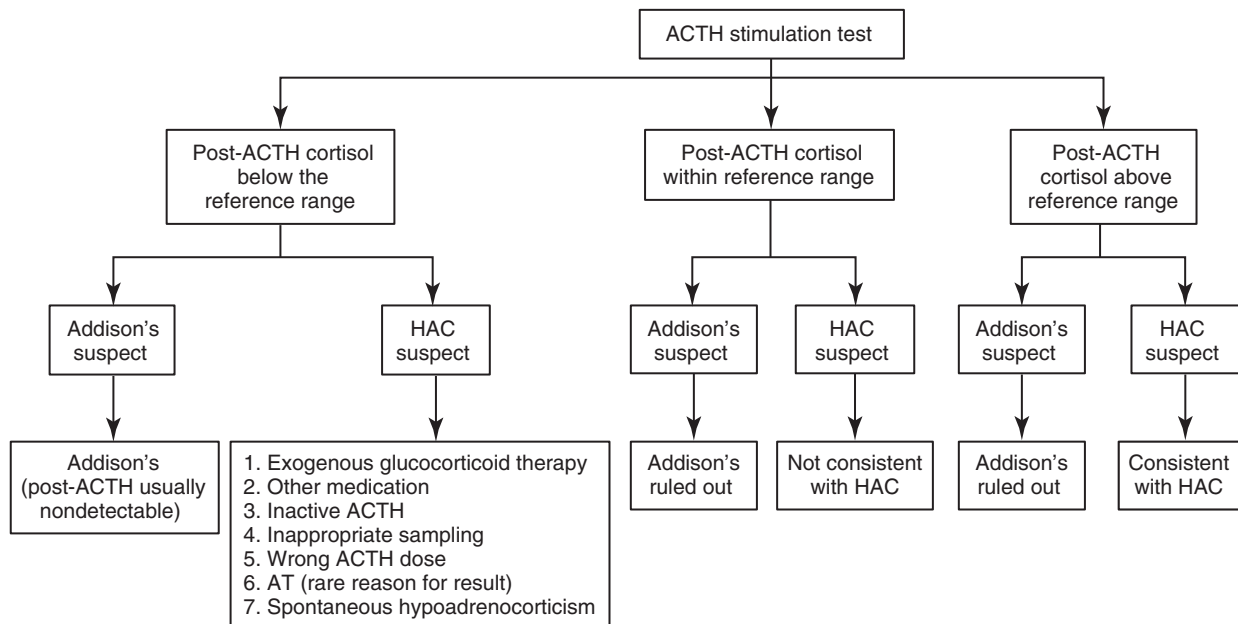 ACTH stimulation test
Post-ACTH cortisol
below the
reference range
Post-ACTH cortisol
within reference range
Post-ACTH
cortisol above
reference range
Addison's
suspect
HAC
suspect
Addison's
suspect
HAC
suspect
Addison's
suspect
HAC
suspect
Addison's
(post-ACTH usually
nondetectable)
1. Exogenous glucocorticoid therapy
2. Other medication
3. Inactive ACTH
4. Inappropriate sampling
5. Wrong ACTH dose
6. AT (rare reason for result)
7. Spontaneous hypoadrenocorticism
Addison's
ruled out
Not consistent
with HAC
Addison's
ruled out
Consistent
with HAC